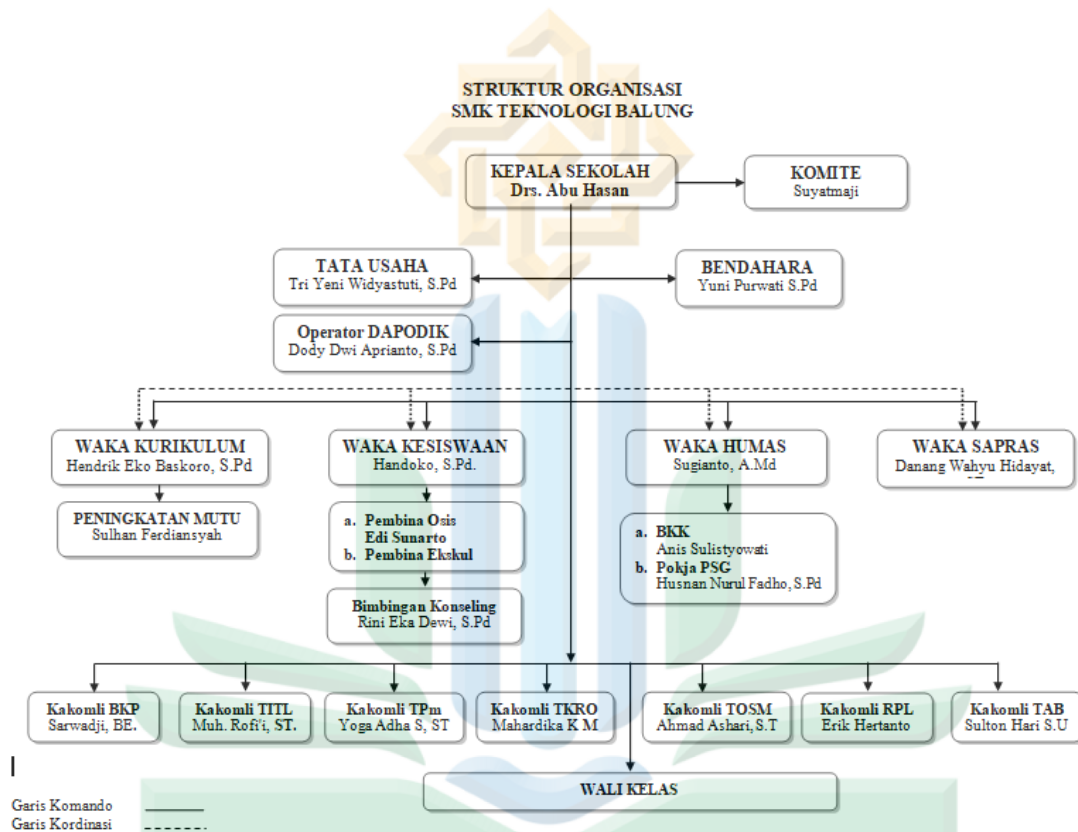 STRUKTUR ORGANISASI
SMK TEKNOLOGI BALUNG
KEPALA SEKOLAH
Drs. Abu Hasan
KOMITE
Suyatmaji
TATA USAHA
Tri Yeni Widyastuti, S.Pd
BENDAHARA
Yuni Purwati S.Pd
Operator DAPODIK
Dody Dwi Aprianto, S.Pd
WAKA KURIKULUM
Hendrik Eko Baskoro, S.Pd
WAKA KESISWAAN
Handoko, S.Pd.
WAKA HUMAS
Sugianto, A.Md
WAKA SAPRAS
Danang Wahyu Hidayat,
PENINGKATAN MUTU
Sulhan Ferdiansyah
a. Pembina Osis
Edi Sunarto
b. Pembina Ekskul
a. BKK
Anis Sulistyowati
b. Pokja PSG
Husnan Nurul Fadho, S.Pd
Bimbingan Konseling
Rini Eka Dewi, S.Pd
Kakomli BKP
Sarwadji, BE.
Kakomli TITL
Muh. Rofi'i, ST.
Kakomli TPm
Yoga Adha S, ST
Kakomli TKRO
Mahardika K M
Kakomli TOSM
Ahmad Ashari, S.T
Kakomli RPL
Erik Hertanto
Kakomli TAB
Sulton Hari S.U
WALI KELAS
Garis Komando
Garis Kordinasi